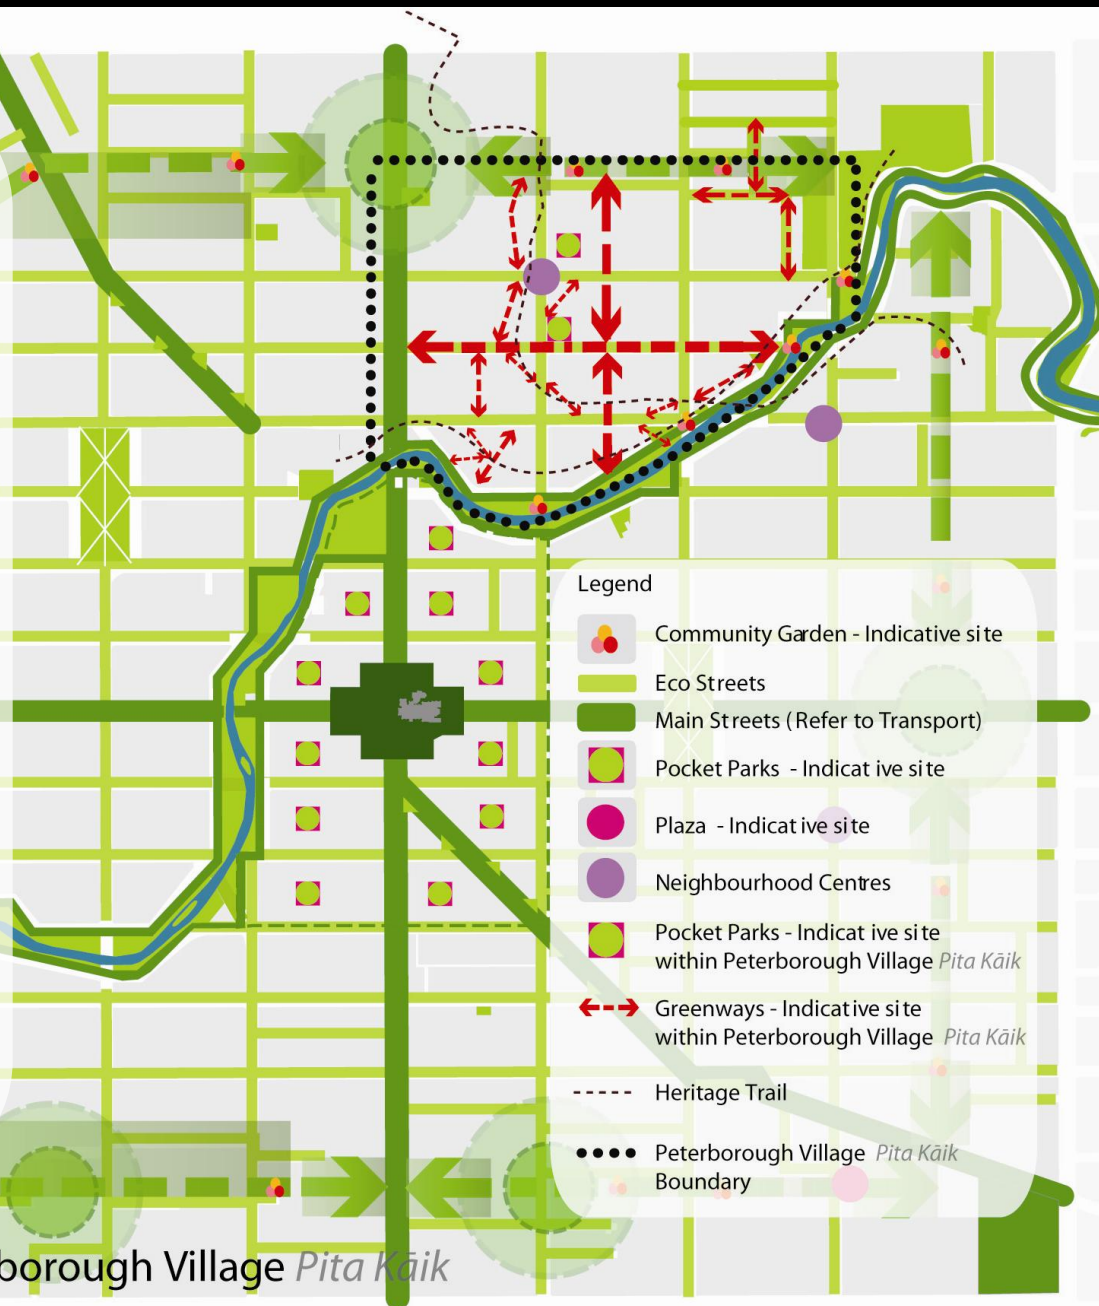 Legend
Community Garden - Indicative site
Eco Streets
Main Streets (Refer to Transport)
Pocket Parks - Indicative site
Plaza - Indicative site
Neighbourhood Centres
Pocket Parks - Indicative site
within Peterborough Village Pita Kāik
Greenways - Indicative site
within Peterborough Village Pita Kāik
Heritage Trail
Peterborough Village Pita Kāik
Boundary
borough Village Pita Kāik